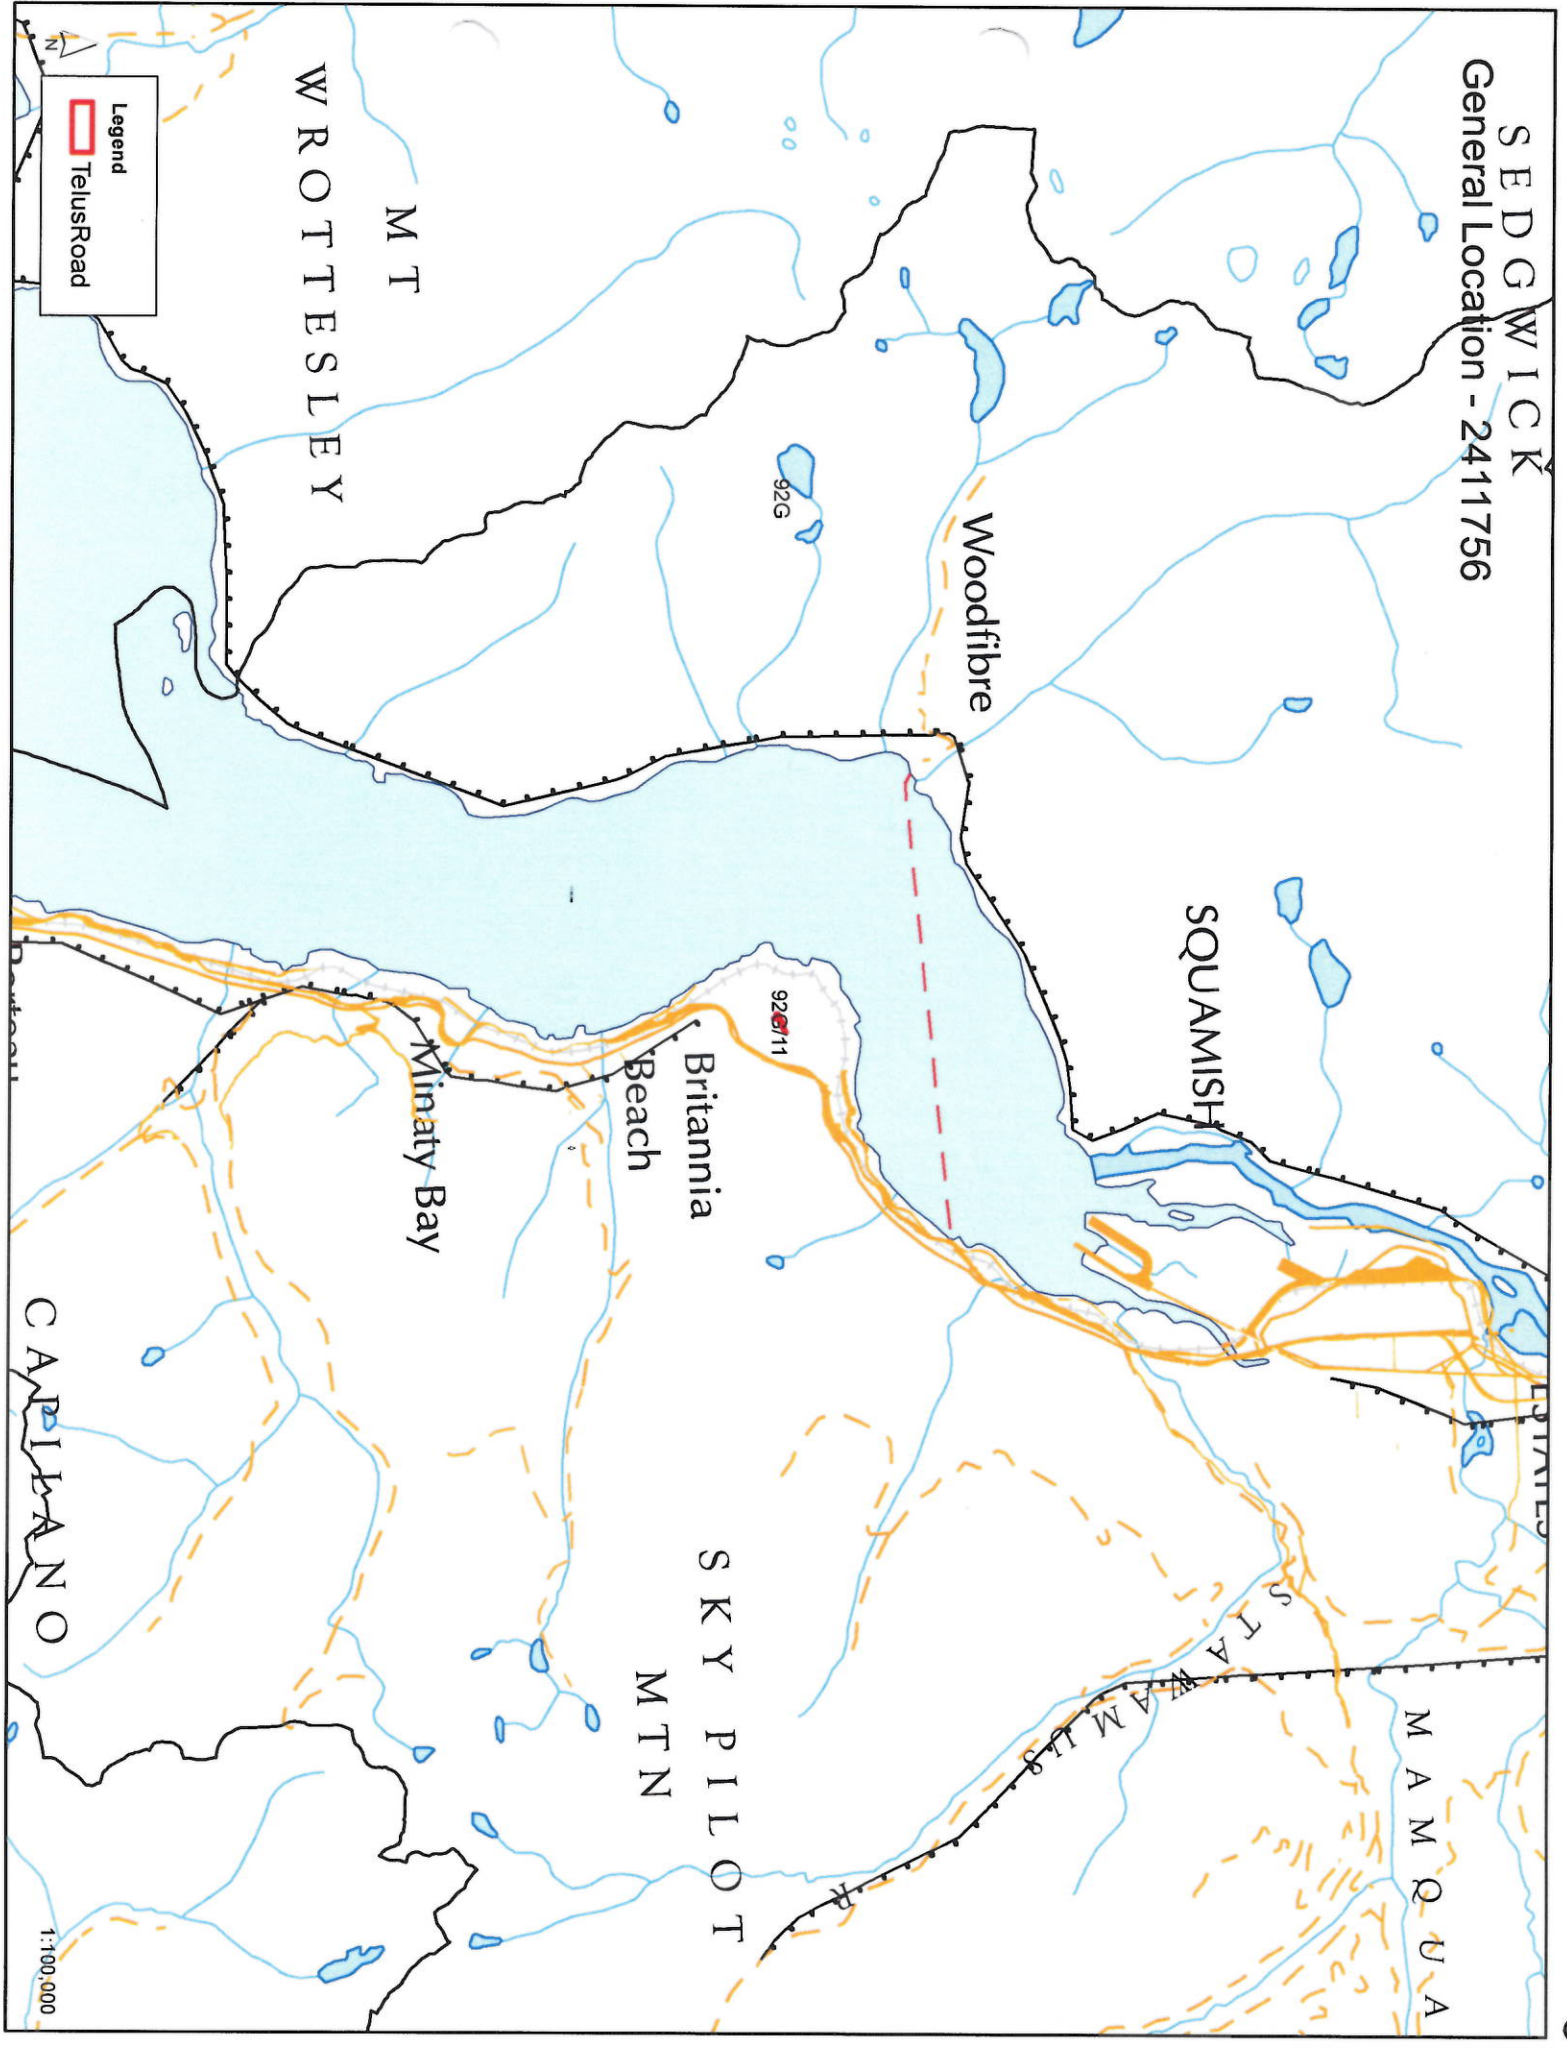 SEDGWICK
General Location - 2411756
SQUAMISH
MAMQUA
STAWAMUS
R
Woodfibre
92G
92G/11
Britannia
Beach
SKY PILOT
MTN
MT
WROTTESLEY
Minaty Bay
CAPILANO
N
Legend
TelusRoad
1:100,000